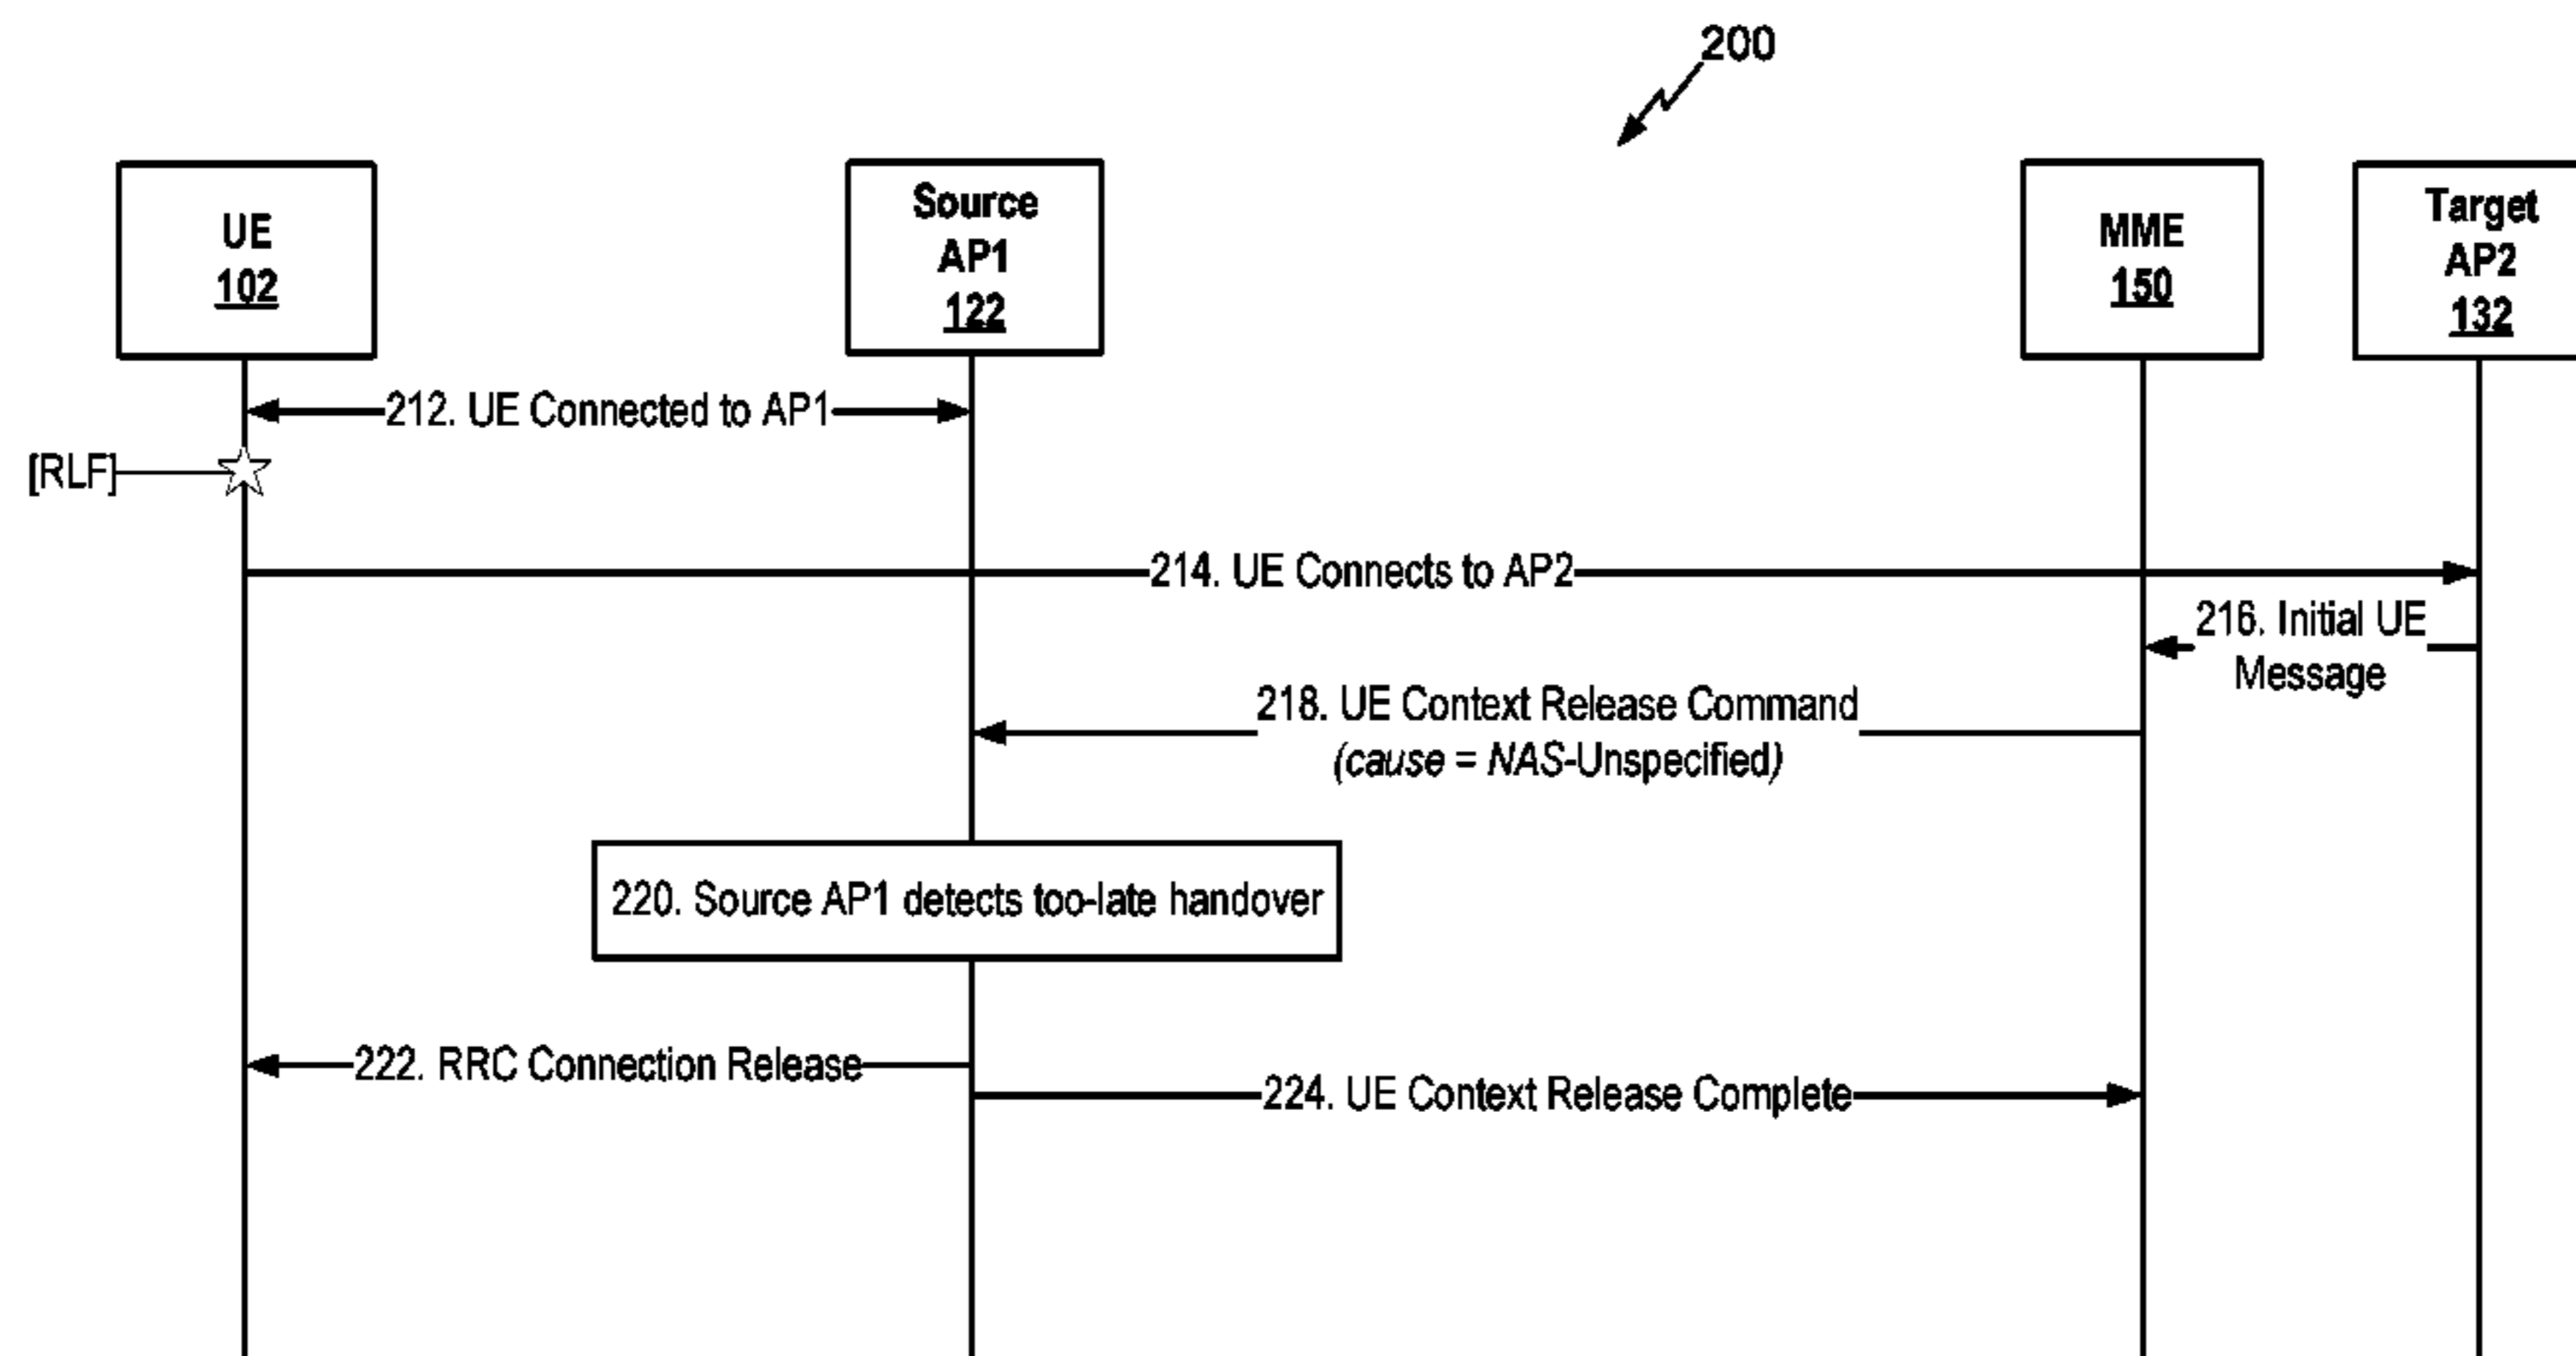 200
UE
102
Source
AP1
122
MME
150
Target
AP2
132
212. UE Connected to AP1
[RLF]
214. UE Connects to AP2
216. Initial UE
Message
218. UE Context Release Command
(cause = NAS-Unspecified)
220. Source AP1 detects too-late handover
222. RRC Connection Release
224. UE Context Release Complete